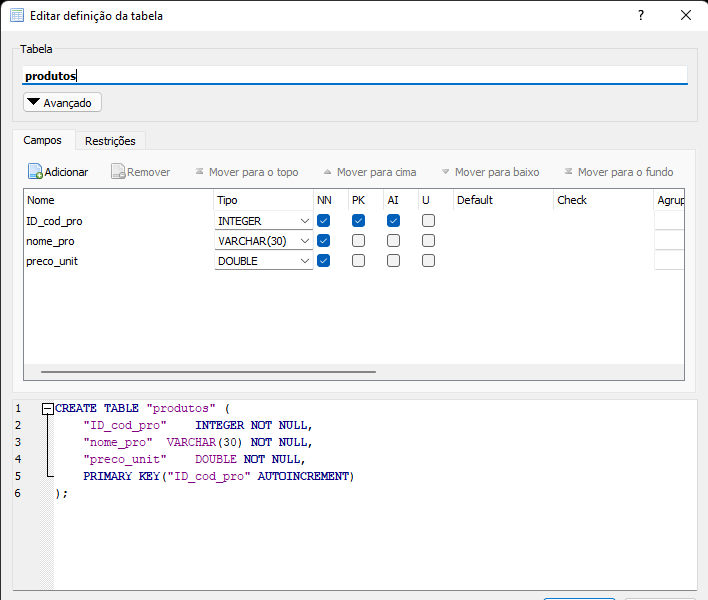 Editar definição da tabela ? ×
Tabela
produtos
Avançado
Campos Restrições
Adicionar Remover Mover para o topo Mover para cima Mover para baixo Mover para o fundo
Nome Tipo NN PK AI U Default Check Agrup
ID_cod_pro INTEGER
nome_pro VARCHAR(30)
preco_unit DOUBLE
1 CREATE TABLE "produtos" (
2 "ID_cod_pro" INTEGER NOT NULL,
3 "nome_pro" VARCHAR(30) NOT NULL,
4 "preco_unit" DOUBLE NOT NULL,
5 PRIMARY KEY("ID_cod_pro" AUTOINCREMENT)
6 );